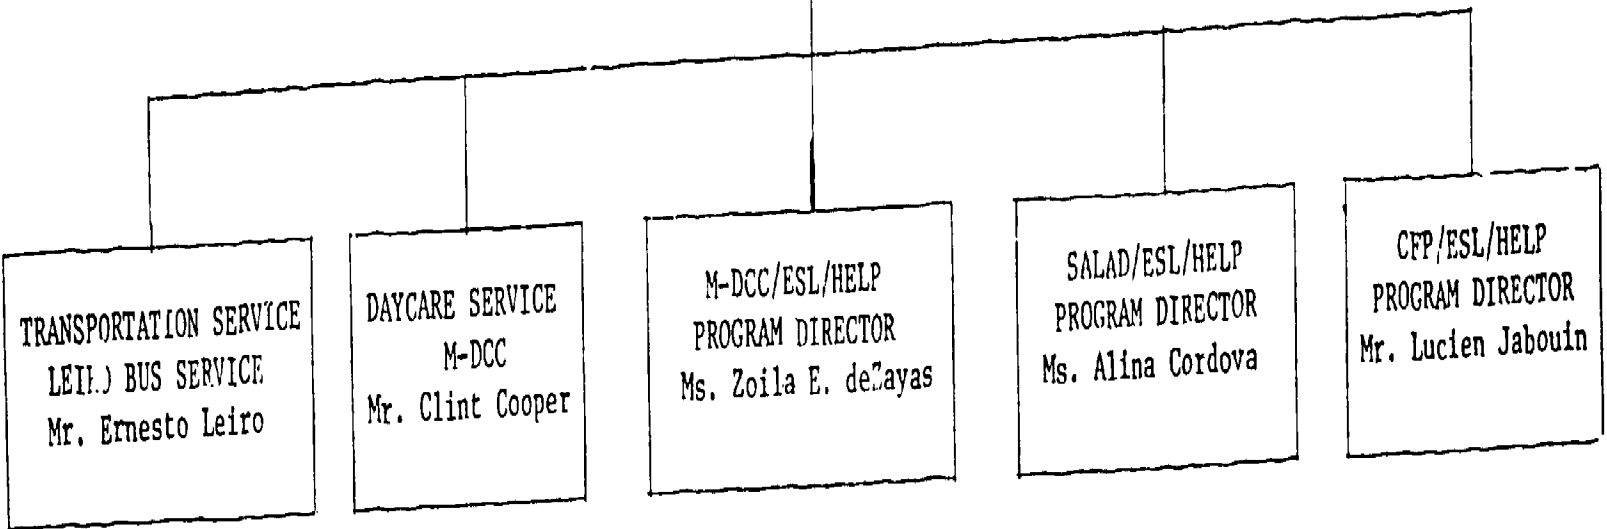 TRANSPORTATION SERVICE
BUS SERVICE
Mr. Ernesto Leiro
DAYCARE SERVICE
M-DCC
Mr. Clint Cooper
M-DCC/ESL/HELP
PROGRAM DIRECTOR
Ms. Zoila E. deZayas
SALAD/ESL/HELP
PROGRAM DIRECTOR
Ms. Alina Cordova
CFP/ESL/HELP
PROGRAM DIRECTOR
Mr. Lucien Jabouin